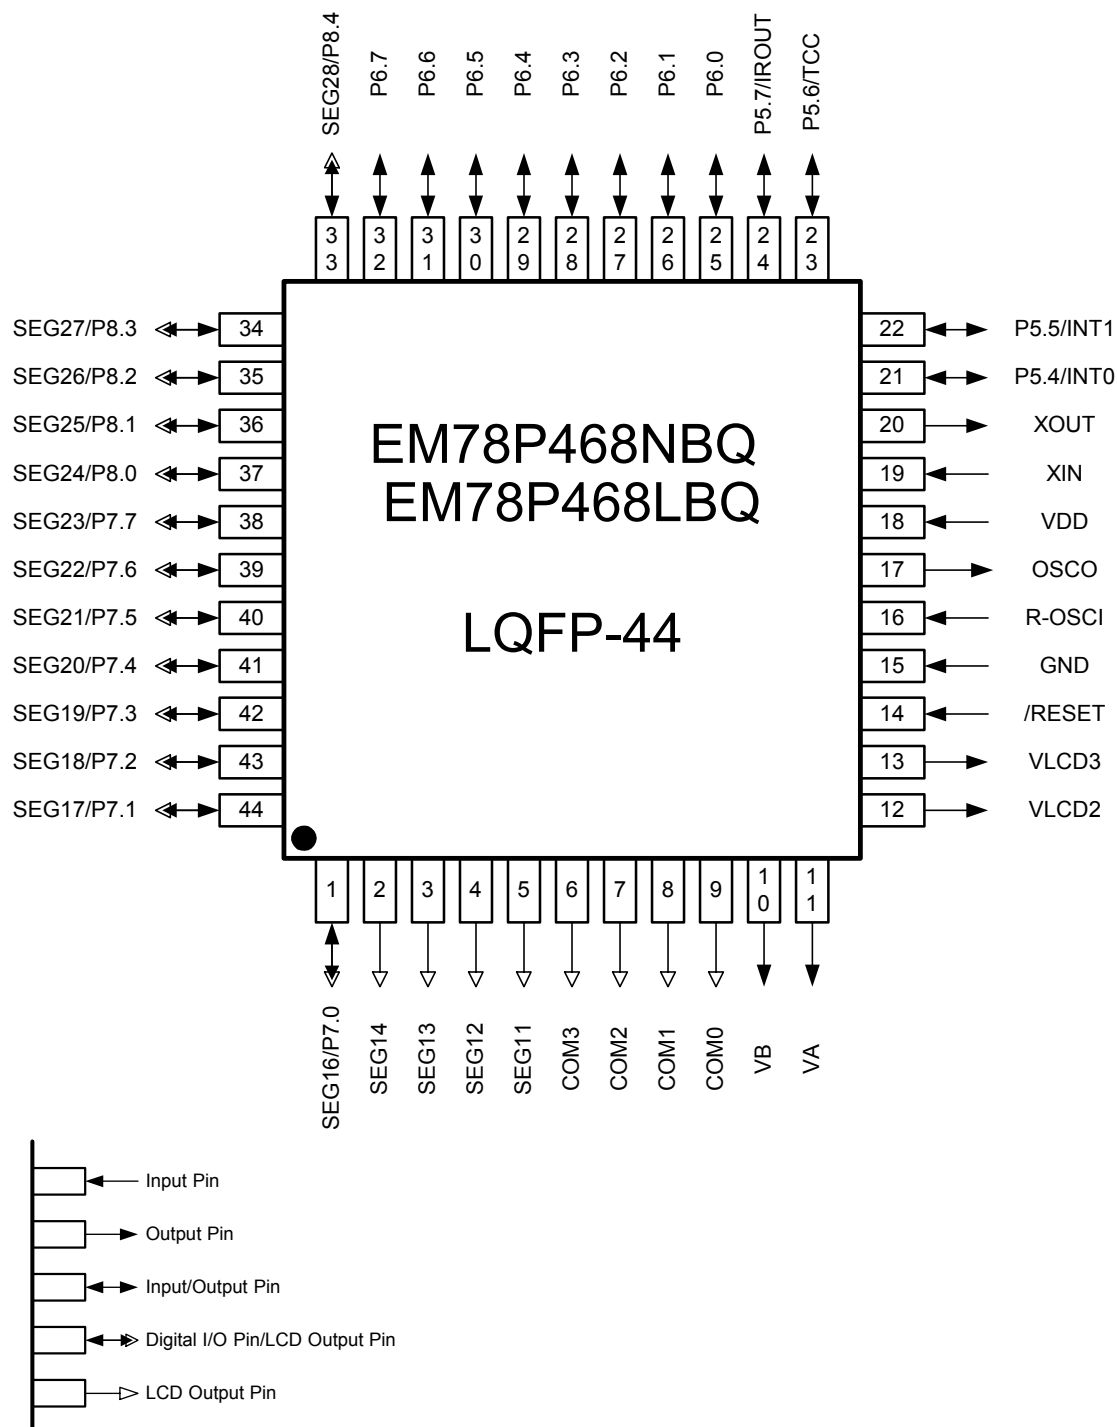 SEG28/P8.4
P6.7
P6.6
P6.5
P6.4
P6.3
P6.2
P6.1
P6.0
P5.7/IROUT
P5.6/TCC
33
32
31
30
29
28
27
26
25
24
23
SEG27/P8.3 34
SEG26/P8.2 35
SEG25/P8.1 36
SEG24/P8.0 37
SEG23/P7.7 38
SEG22/P7.6 39
SEG21/P7.5 40
SEG20/P7.4 41
SEG19/P7.3 42
SEG18/P7.2 43
SEG17/P7.1 44
EM78P468NBQ
EM78P468LBQ
LQFP-44
22 P5.5/INT1
21 P5.4/INT0
20 XOUT
19 XIN
18 VDD
17 OSCO
16 R-OSCI
15 GND
14 /RESET
13 VLCD3
12 VLCD2
1
2
3
4
5
6
7
8
9
10
11
SEG16/P7.0
SEG14
SEG13
SEG12
SEG11
COM3
COM2
COM1
COM0
VB
VA
Input Pin
Output Pin
Input/Output Pin
Digital I/O Pin/LCD Output Pin
LCD Output Pin